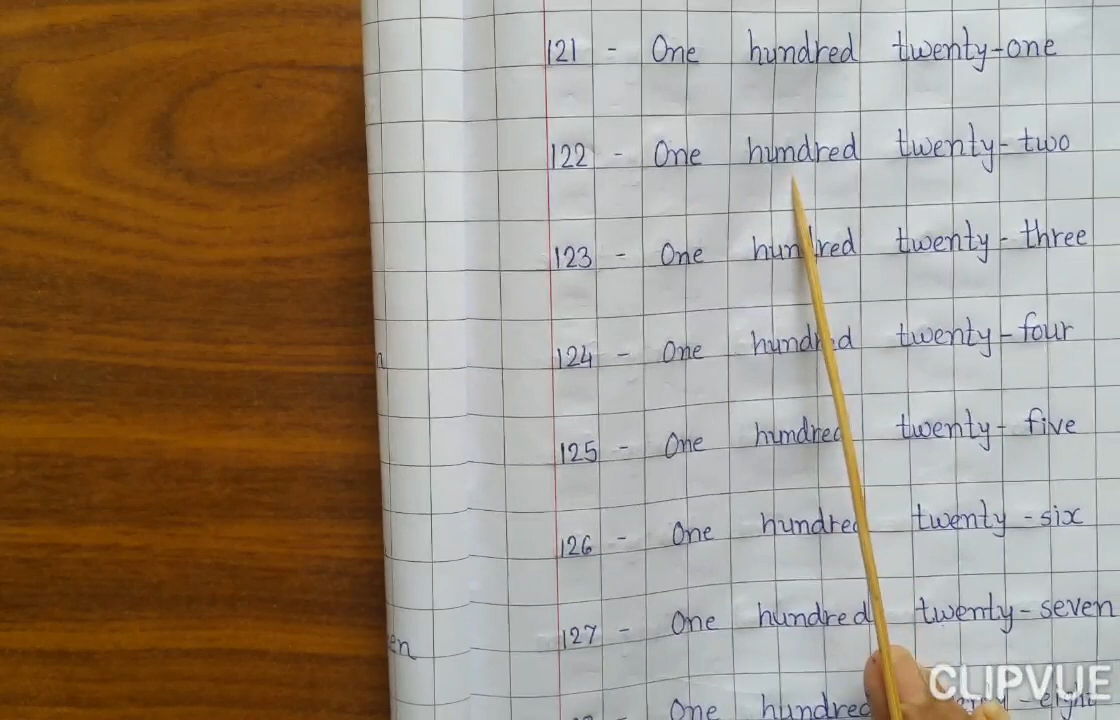 121 - One hundred twenty-one
122 - One hundred twenty-two
123 - One hundred twenty-three
124 - One hundred twenty-four
125 - One hundred twenty-five
126 - One hundred twenty-six
127 - One hundred twenty-seven
One hundred - eight
en
CLIPVUE